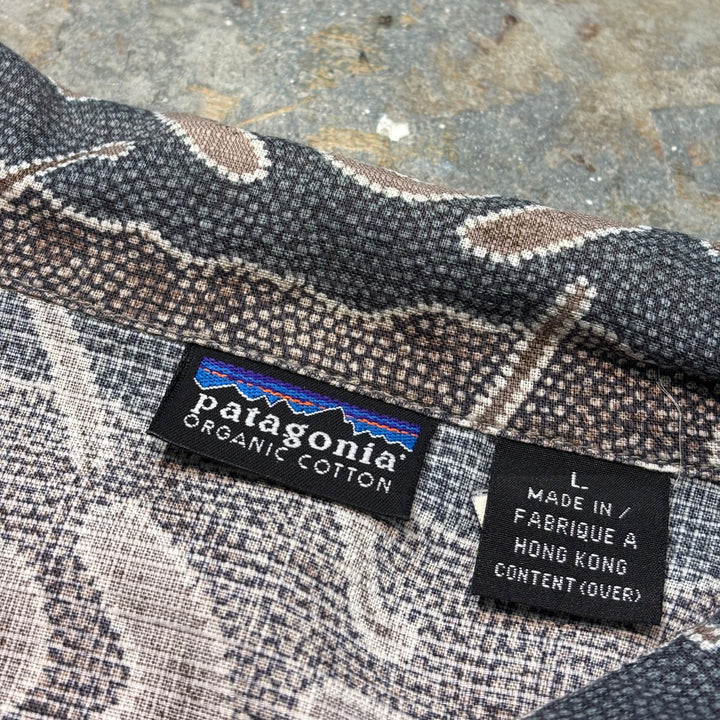 patagonia
ORGANIC COTTON
L
MADE IN /
FABRIQUE A
HONG KONG
CONTENT (OVER)